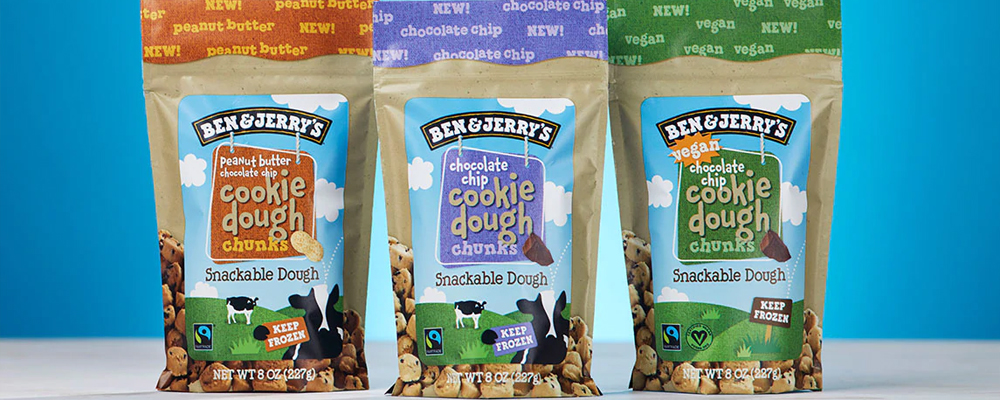 peanut butter
NEW!
peanut butter
NEW!
peanut butter
NEW!
BEN & JERRY'S
peanut butter
chocolate chip
cookie
dough
chunks
Snackable Dough
KEEP
FROZEN
FAIRTRADE
NET WT 8 OZ (227g)
chocolate chip
NEW!
chocolate chip
NEW!
chocolate chip
NEW!
BEN & JERRY'S
chocolate
chip
cookie
dough
chunks
Snackable Dough
KEEP
FROZEN
FAIRTRADE
NET WT 8 OZ (227g)
NEW!
vegan
NEW!
vegan
NEW!
vegan
vegan
NEW!
vegan
NEW!
BEN & JERRY'S
vegan
chocolate
chip
cookie
dough
chunks
Snackable Dough
KEEP
FROZEN
FAIRTRADE
NET WT 8 OZ (227g)